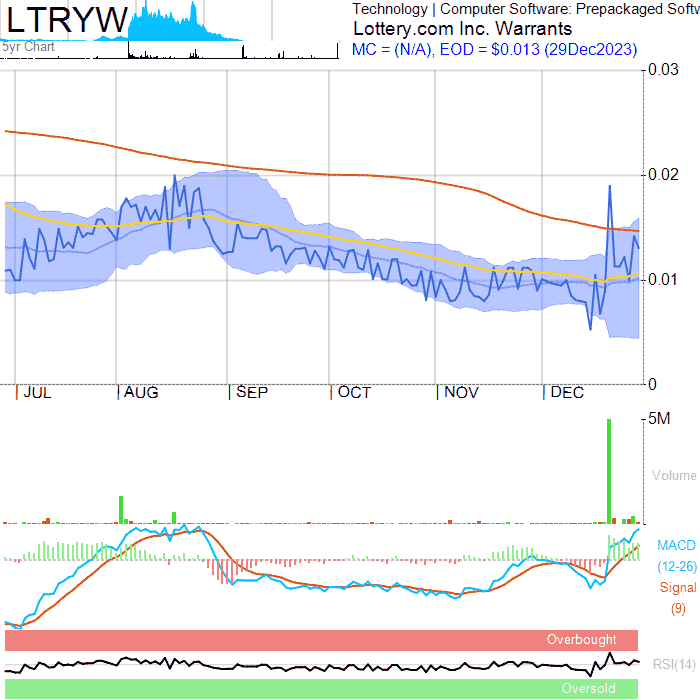 LTRYW
Technology | Computer Software: Prepackaged Softw
Lottery.com Inc. Warrants
MC = (N/A), EOD = $0.013 (29Dec2023)
5yr Chart
0.03
0.02
0.01
0
JUL AUG SEP OCT NOV DEC
5M
Volume
MACD
(12-26)
Signal
(9)
Overbought
RSI(14)
Oversold